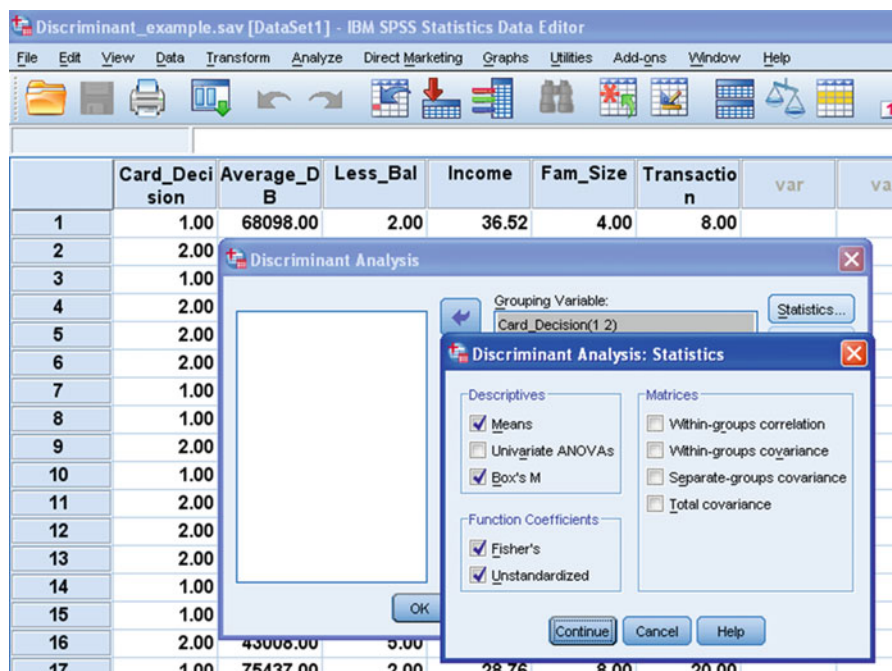 Discriminant_example.sav [DataSet1] - IBM SPSS Statistics Data Editor
File Edit View Data Transform Analyze Direct Marketing Graphs Utilities Add-ons Window Help
Card_Deci sion Average_D B Less_Bal Income Fam_Size Transactio n var va
1 1.00 68098.00 2.00 36.52 4.00 8.00
2 2.00
3 1.00
4 2.00
5 2.00
6 2.00
7 1.00
8 1.00
9 2.00
10 1.00
11 2.00
12 2.00
13 2.00
14 1.00
15 1.00
16 2.00 43008.00 5.00
17 1.00 75437.00 2.00 28.76 8.00 20.00
Discriminant Analysis
Grouping Variable:
Card_Decision(1 2)
Statistics...
OK
Discriminant Analysis: Statistics
Descriptives
Means
Univariate ANOVAs
Box's M
Function Coefficients
Fisher's
Unstandardized
Matrices
Within-groups correlation
Within-groups covariance
Separate-groups covariance
Total covariance
Continue Cancel Help